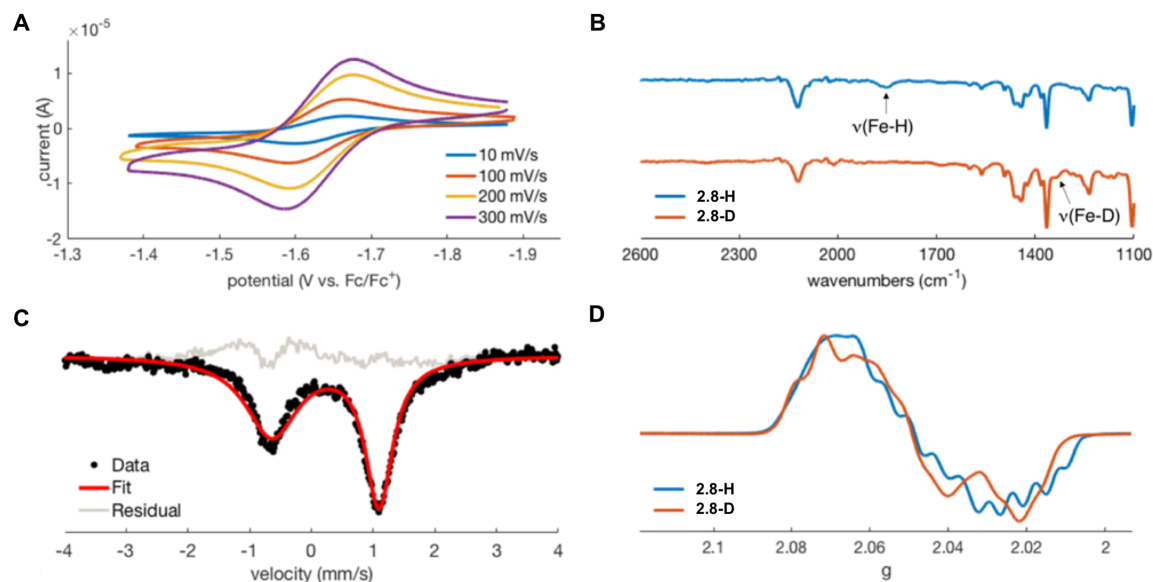 A
×10⁻⁵
1
0
-1
-2
current (A)
10 mV/s
100 mV/s
200 mV/s
300 mV/s
-1.3
-1.4
-1.5
-1.6
-1.7
-1.8
-1.9
potential (V vs. Fc/Fc⁺)
B
ν(Fe-H)
2.8-H
2.8-D
ν(Fe-D)
2600
2300
2000
1700
1400
1100
wavenumbers (cm⁻¹)
C
Data
Fit
Residual
-4
-3
-2
-1
0
1
2
3
4
velocity (mm/s)
D
2.8-H
2.8-D
2.1
2.08
2.06
2.04
2.02
2
g